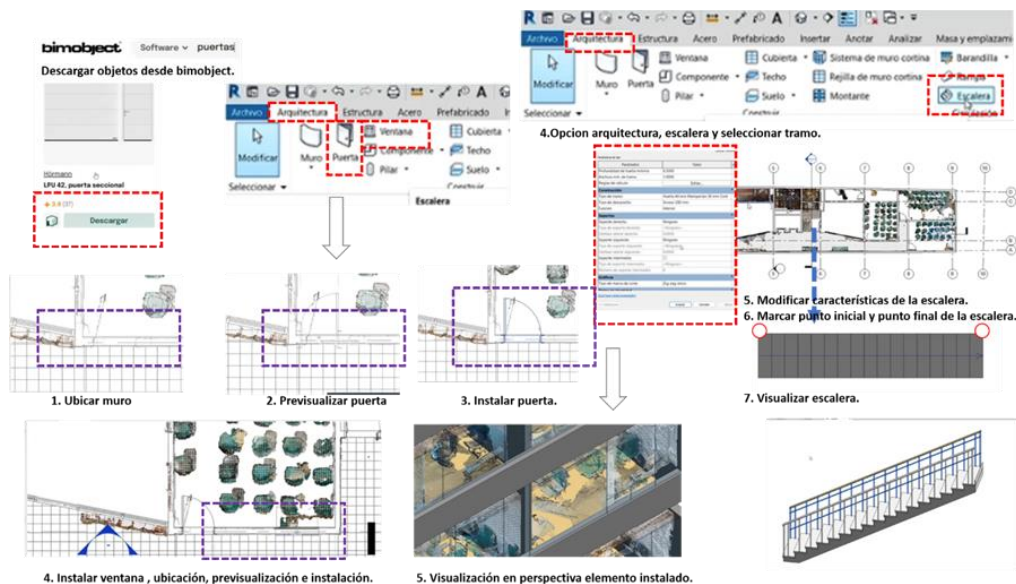 bimobject Software puertas
Descargar objetos desde bimobject.
Hörmann
LPU 42, puerta seccional
3.9 (37)
Descargar
Archivo Arquitectura Estructura Acero Prefabricado Ir
Modificar Muro Puerta Ventana Componente Pilar Cubierta Techo Suelo
Seleccionar Construir
Escalera
Archivo Arquitectura Estructura Acero Prefabricado Insertar Anotar Analizar Masa y emplazami
Modificar Muro Puerta Ventana Componente Pilar Cubierta Techo Suelo Sistema de muro cortina Rejilla de muro cortina Montante Barandilla Rampa Escalera
Seleccionar Construir Circulación
4.Opcion arquitectura, escalera y seleccionar tramo.
5. Modificar características de la escalera.
6. Marcar punto inicial y punto final de la escalera.
7. Visualizar escalera.
1. Ubicar muro
2. Previsualizar puerta
3. Instalar puerta.
4. Instalar ventana , ubicación, previsualización e instalación.
5. Visualización en perspectiva elemento instalado.